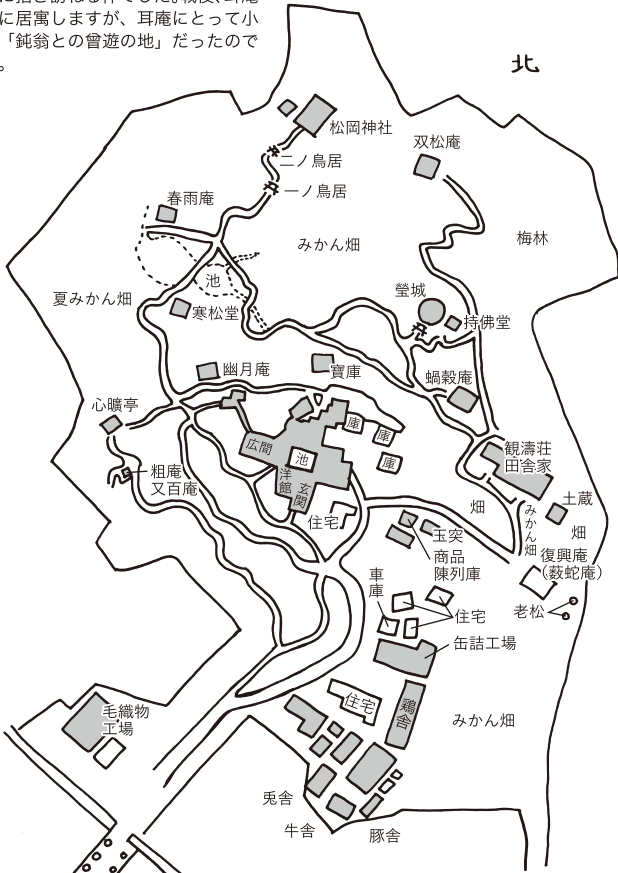 に居寓しますが、耳庵にとって小
「鈍翁との曾遊の地」だったので
。
北
松岡神社
双松庵
二ノ鳥居
一ノ鳥居
春雨庵
みかん畑
梅林
池
夏みかん畑
寒松堂
瑩城
持佛堂
幽月庵
寶庫
蝸殻庵
心曠亭
庫
庫
庫
広間
池
洋館
玄関
粗庵
又百庵
観濤荘
田舎家
住宅
畑
みかん畑
土蔵
畑
玉突
商品
陳列庫
復興庵
(薮蛇庵)
車庫
住宅
老松
缶詰工場
住宅
鶏舎
みかん畑
毛織物
工場
兎舎
牛舎
豚舎